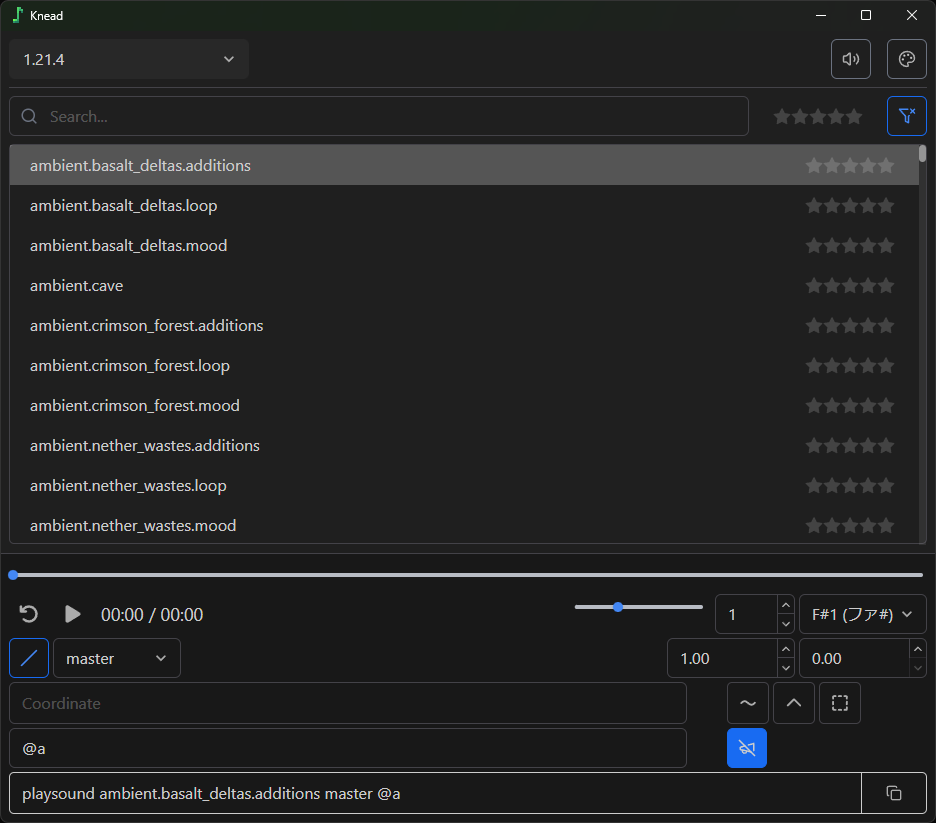 Knead
1.21.4
Search...
ambient.basalt_deltas.additions
ambient.basalt_deltas.loop
ambient.basalt_deltas.mood
ambient.cave
ambient.crimson_forest.additions
ambient.crimson_forest.loop
ambient.crimson_forest.mood
ambient.nether_wastes.additions
ambient.nether_wastes.loop
ambient.nether_wastes.mood
00:00 / 00:00
1
F#1 (ファ#)
master
1.00
0.00
Coordinate
@a
playsound ambient.basalt_deltas.additions master @a